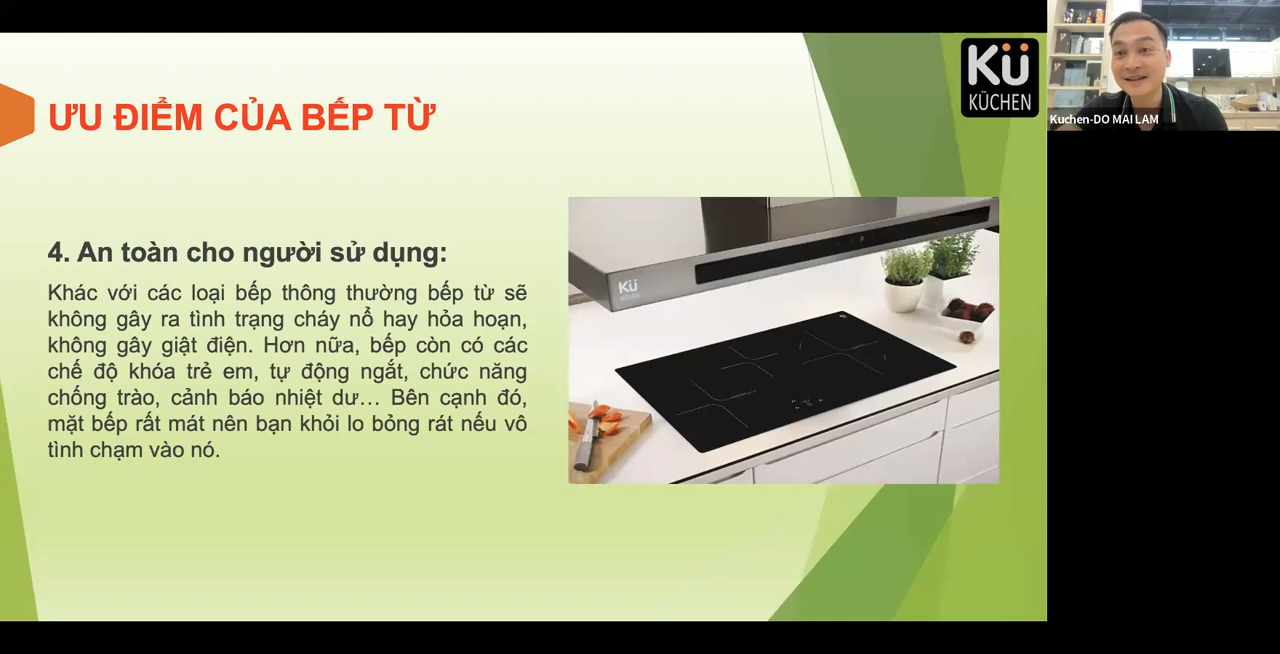 ƯU ĐIỂM CỦA BẾP TỪ
KÜ
KÜCHEN
Kuchen-DO MAI LAM
4. An toàn cho người sử dụng:
Khác với các loại bếp thông thường bếp từ sẽ
không gây ra tình trạng cháy nổ hay hỏa hoạn,
không gây giật điện. Hơn nữa, bếp còn có các
chế độ khóa trẻ em, tự động ngắt, chức năng
chống trào, cảnh báo nhiệt dư... Bên cạnh đó,
mặt bếp rất mát nên bạn khỏi lo bỏng rát nếu vô
tình chạm vào nó.
KÜ